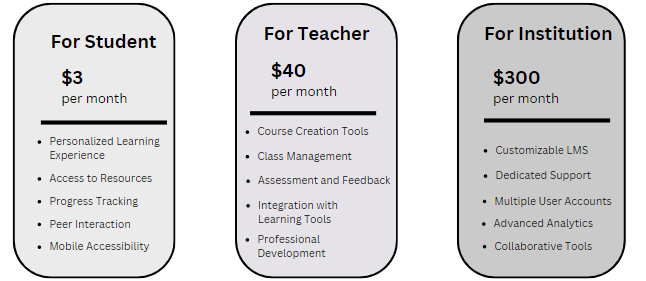 For Student
$3
per month
Personalized Learning
Experience
Access to Resources
Progress Tracking
Peer Interaction
Mobile Accessibility
For Teacher
$40
per month
Course Creation Tools
Class Management
Assessment and Feedback
Integration with
Learning Tools
Professional
Development
For Institution
$300
per month
Customizable LMS
Dedicated Support
Multiple User Accounts
Advanced Analytics
Collaborative Tools